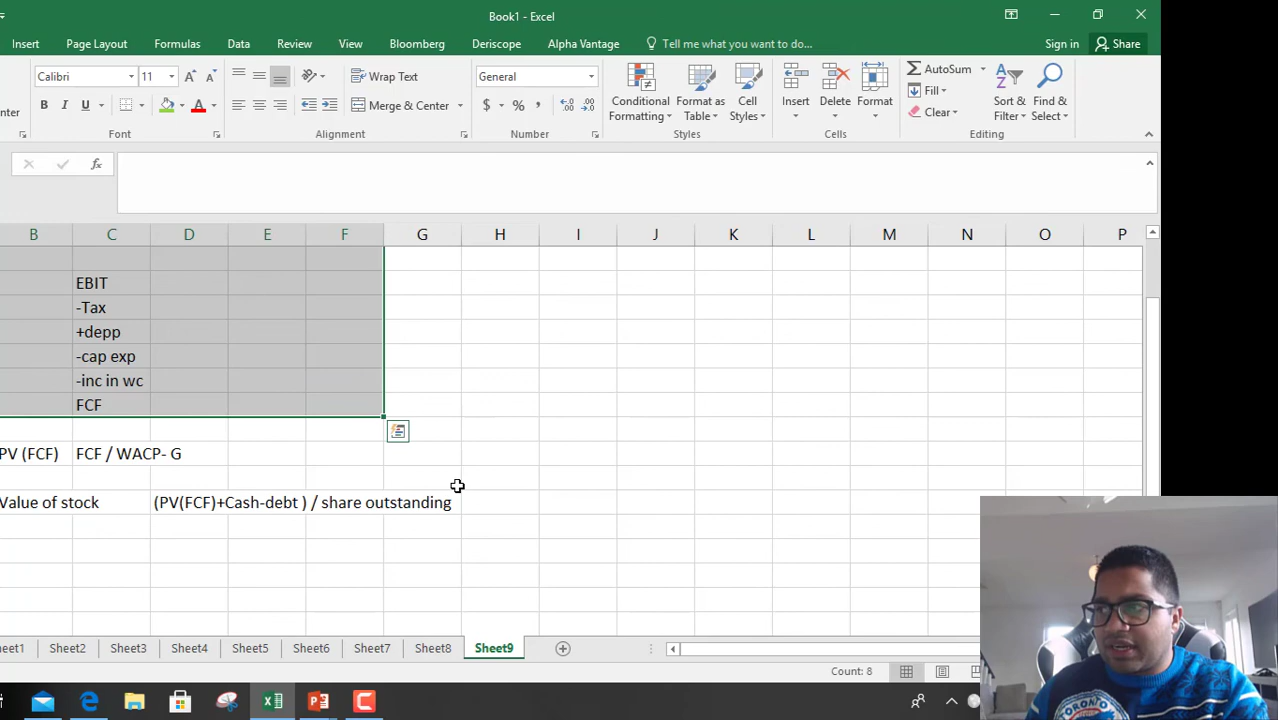 Book1 - Excel
Insert Page Layout Formulas Data Review View Bloomberg Deriscope Alpha Vantage Tell me what you want to do... Sign in Share
Calibri 11 Wrap Text General Conditional Formatting Format as Table Cell Styles Insert Delete Format AutoSum Sort & Filter Find & Select
B I U Merge & Center $ % , Fill
Clear
Font Alignment Number Styles Cells Editing
fx
B C D E F G H I J K L M N O P
EBIT
-Tax
+depp
-cap exp
-inc in wc
FCF
PV (FCF) FCF / WACP- G
Value of stock (PV(FCF)+Cash-debt ) / share outstanding
Sheet2 Sheet3 Sheet4 Sheet5 Sheet6 Sheet7 Sheet8 Sheet9
Count: 8
TORONTO